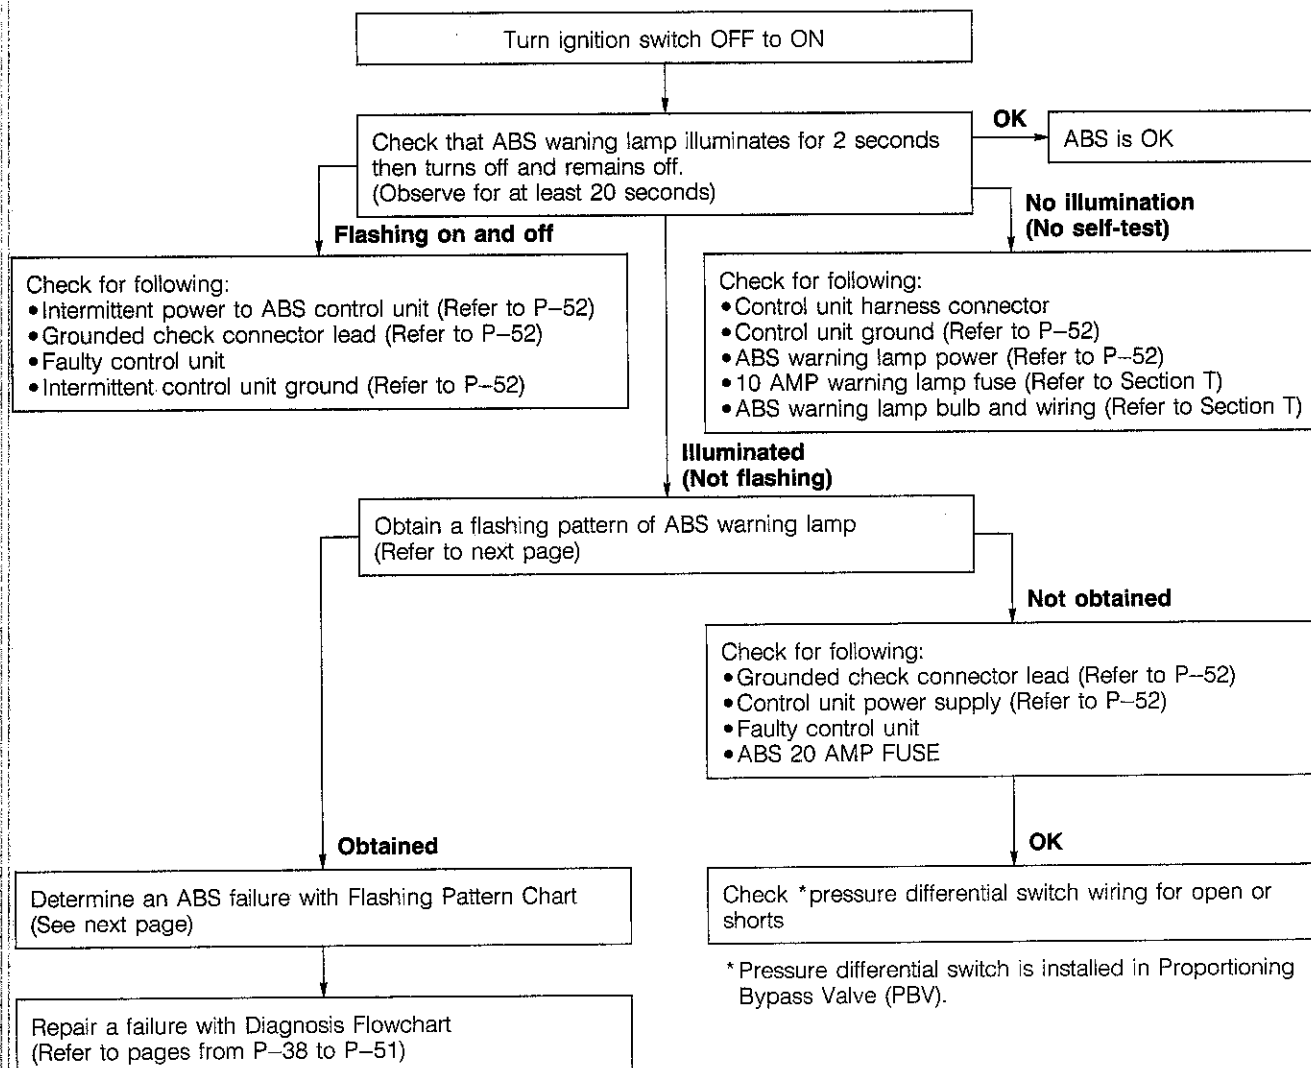 Turn ignition switch OFF to ON
Check that ABS waning lamp illuminates for 2 seconds
then turns off and remains off.
(Observe for at least 20 seconds)
OK
ABS is OK
No illumination
(No self-test)
Flashing on and off
Check for following:
•Intermittent power to ABS control unit (Refer to P–52)
•Grounded check connector lead (Refer to P–52)
•Faulty control unit
•Intermittent control unit ground (Refer to P–52)
Check for following:
•Control unit harness connector
•Control unit ground (Refer to P–52)
•ABS warning lamp power (Refer to P–52)
•10 AMP warning lamp fuse (Refer to Section T)
•ABS warning lamp bulb and wiring (Refer to Section T)
Illuminated
(Not flashing)
Obtain a flashing pattern of ABS warning lamp
(Refer to next page)
Not obtained
Check for following:
•Grounded check connector lead (Refer to P–52)
•Control unit power supply (Refer to P–52)
•Faulty control unit
•ABS 20 AMP FUSE
Obtained
OK
Determine an ABS failure with Flashing Pattern Chart
(See next page)
Check *pressure differential switch wiring for open or
shorts
*Pressure differential switch is installed in Proportioning
Bypass Valve (PBV).
Repair a failure with Diagnosis Flowchart
(Refer to pages from P–38 to P–51)